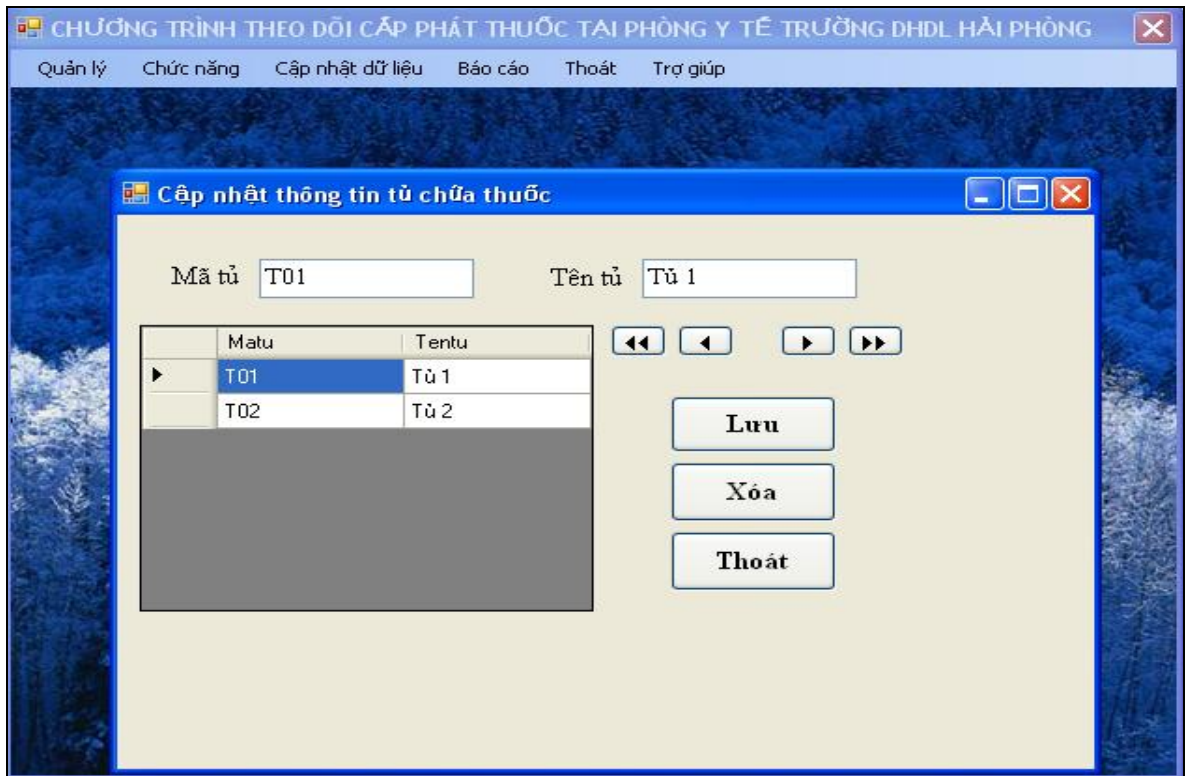 CHƯƠNG TRÌNH THEO DÕI CẤP PHÁT THUỐC TẠI PHÒNG Y TẾ TRƯỜNG DHDL HẢI PHÒNG
Quản lý Chức năng Cập nhật dữ liệu Báo cáo Thoát Trợ giúp
Cập nhật thông tin tủ chứa thuốc
Mã tủ T01 Tên tủ Tủ 1
Matu Tentu
T01 Tủ 1
T02 Tủ 2
Lưu
Xóa
Thoát